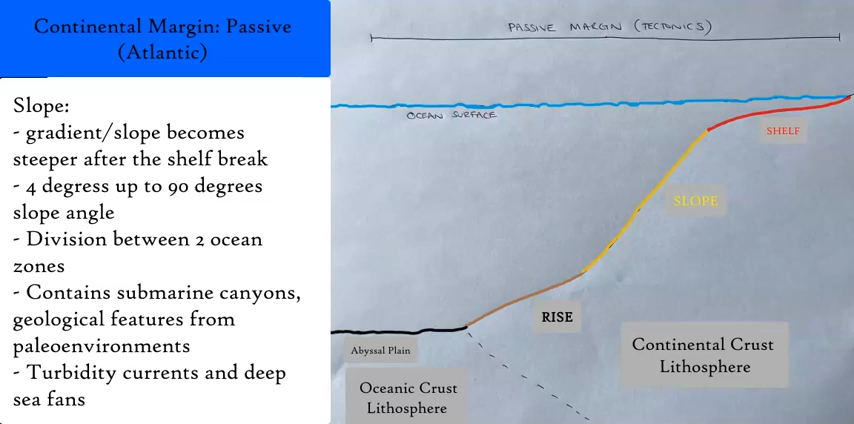 Continental Margin: Passive
(Atlantic)
Slope:
- gradient/slope becomes
steeper after the shelf break
- 4 degress up to 90 degrees
slope angle
- Division between 2 ocean
zones
- Contains submarine canyons,
geological features from
paleoenvironments
- Turbidity currents and deep
sea fans
PASSIVE MARGIN (TECTONICS)
OCEAN SURFACE
SHELF
SLOPE
RISE
Abyssal Plain
Continental Crust
Lithosphere
Oceanic Crust
Lithosphere